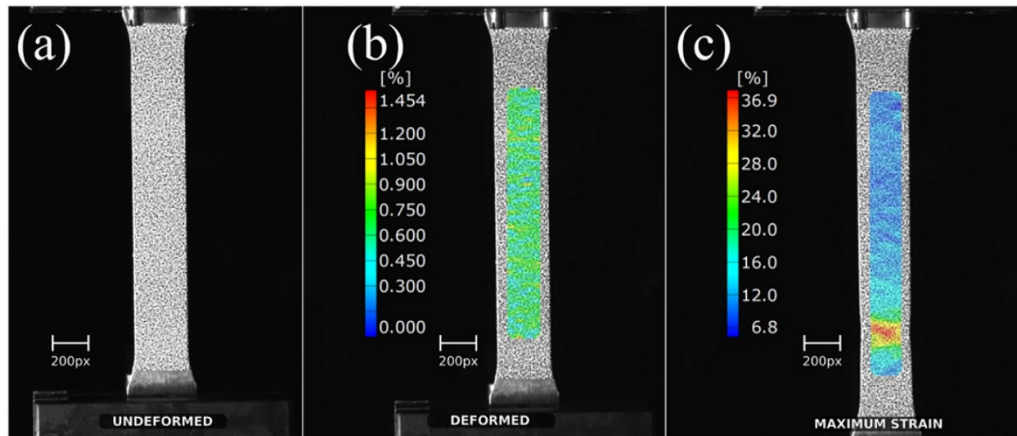 (a)
200px
UNDEFORMED
(b)
[%]
1.454
1.200
1.050
0.900
0.750
0.600
0.450
0.300
0.000
200px
DEFORMED
(c)
[%]
36.9
32.0
28.0
24.0
20.0
16.0
12.0
6.8
200px
MAXIMUM STRAIN